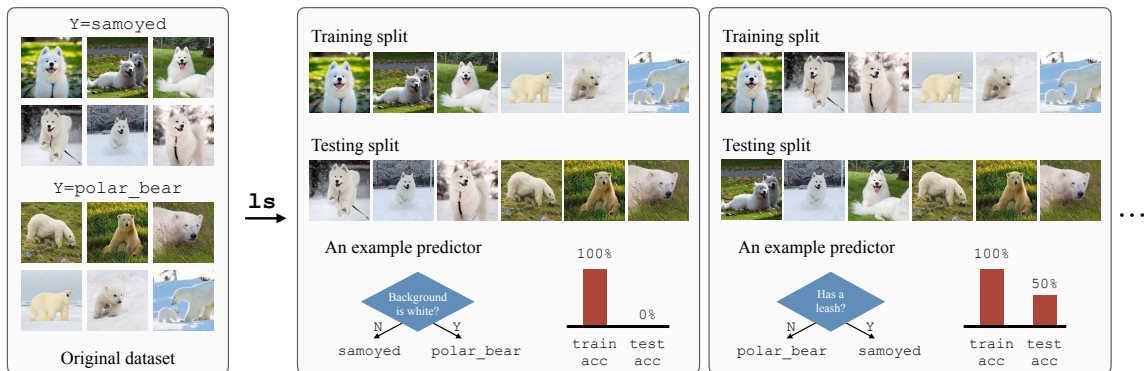 Y=samoyed
Y=polar_bear
Original dataset
ls
Training split
Testing split
An example predictor
Background
is white?
N
Y
samoyed
polar_bear
100%
0%
train
acc
test
acc
Training split
Testing split
An example predictor
Has a
leash?
N
Y
polar_bear
samoyed
100%
50%
train
acc
test
acc
...